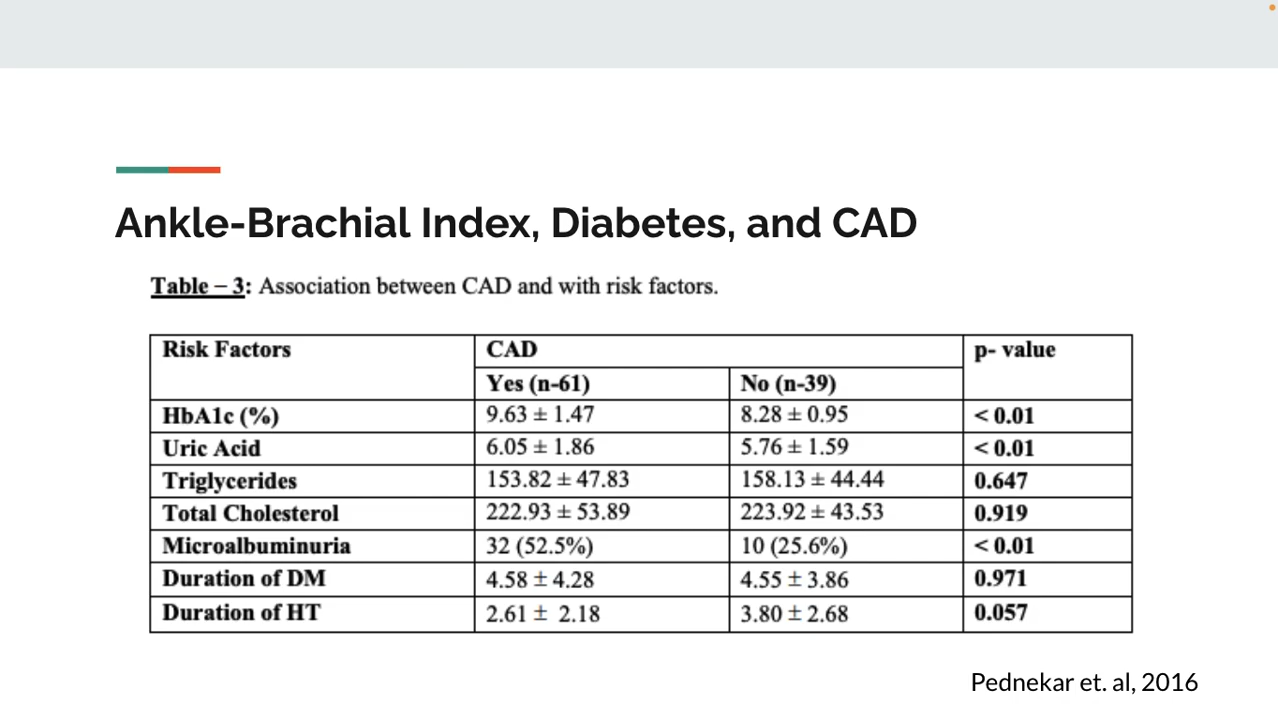 Ankle-Brachial Index, Diabetes, and CAD
Table – 3: Association between CAD and with risk factors.
Risk Factors CAD p- value
Yes (n-61) No (n-39)
HbA1c (%) 9.63 ± 1.47 8.28 ± 0.95 < 0.01
Uric Acid 6.05 ± 1.86 5.76 ± 1.59 < 0.01
Triglycerides 153.82 ± 47.83 158.13 ± 44.44 0.647
Total Cholesterol 222.93 ± 53.89 223.92 ± 43.53 0.919
Microalbuminuria 32 (52.5%) 10 (25.6%) < 0.01
Duration of DM 4.58 ± 4.28 4.55 ± 3.86 0.971
Duration of HT 2.61 ± 2.18 3.80 ± 2.68 0.057
Pednekar et. al, 2016